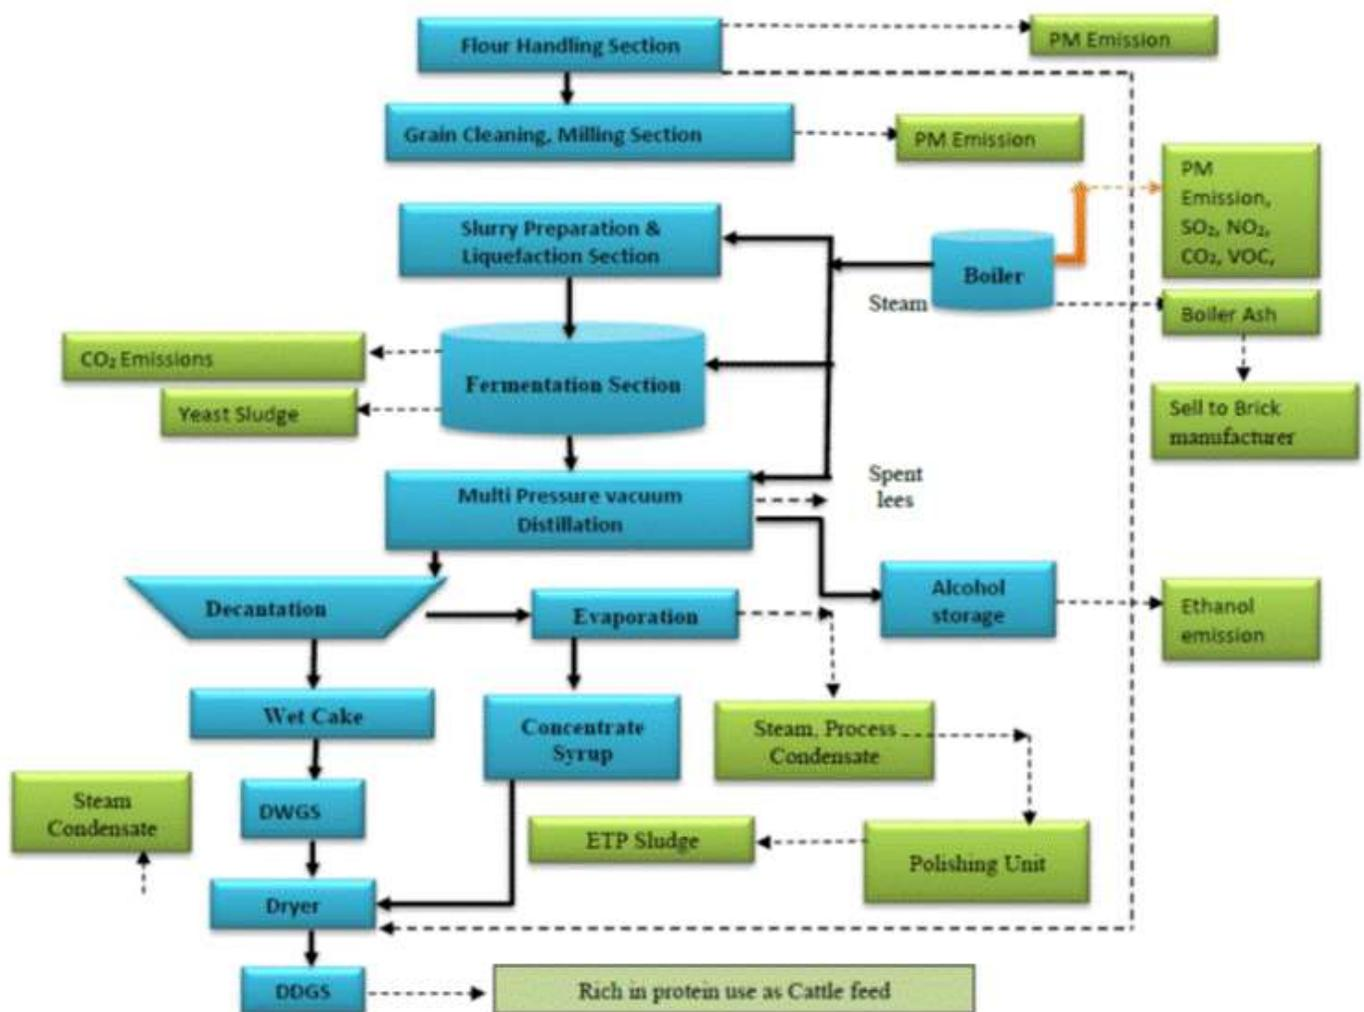 Flour Handling Section
PM Emission
Grain Cleaning, Milling Section
PM Emission
PM
Emission,
SO₂, NO₂,
CO₂, VOC,
Slurry Preparation &
Liquefaction Section
Boiler
Steam
Boiler Ash
CO₂ Emissions
Fermentation Section
Yeast Sludge
Sell to Brick
manufacturer
Multi Pressure vacuum
Distillation
Spent
lees
Decantation
Evaporation
Alcohol
storage
Ethanol
emission
Wet Cake
Concentrate
Syrup
Steam, Process
Condensate
Steam
Condensate
DWGS
ETP Sludge
Polishing Unit
Dryer
DDGS
Rich in protein use as Cattle feed